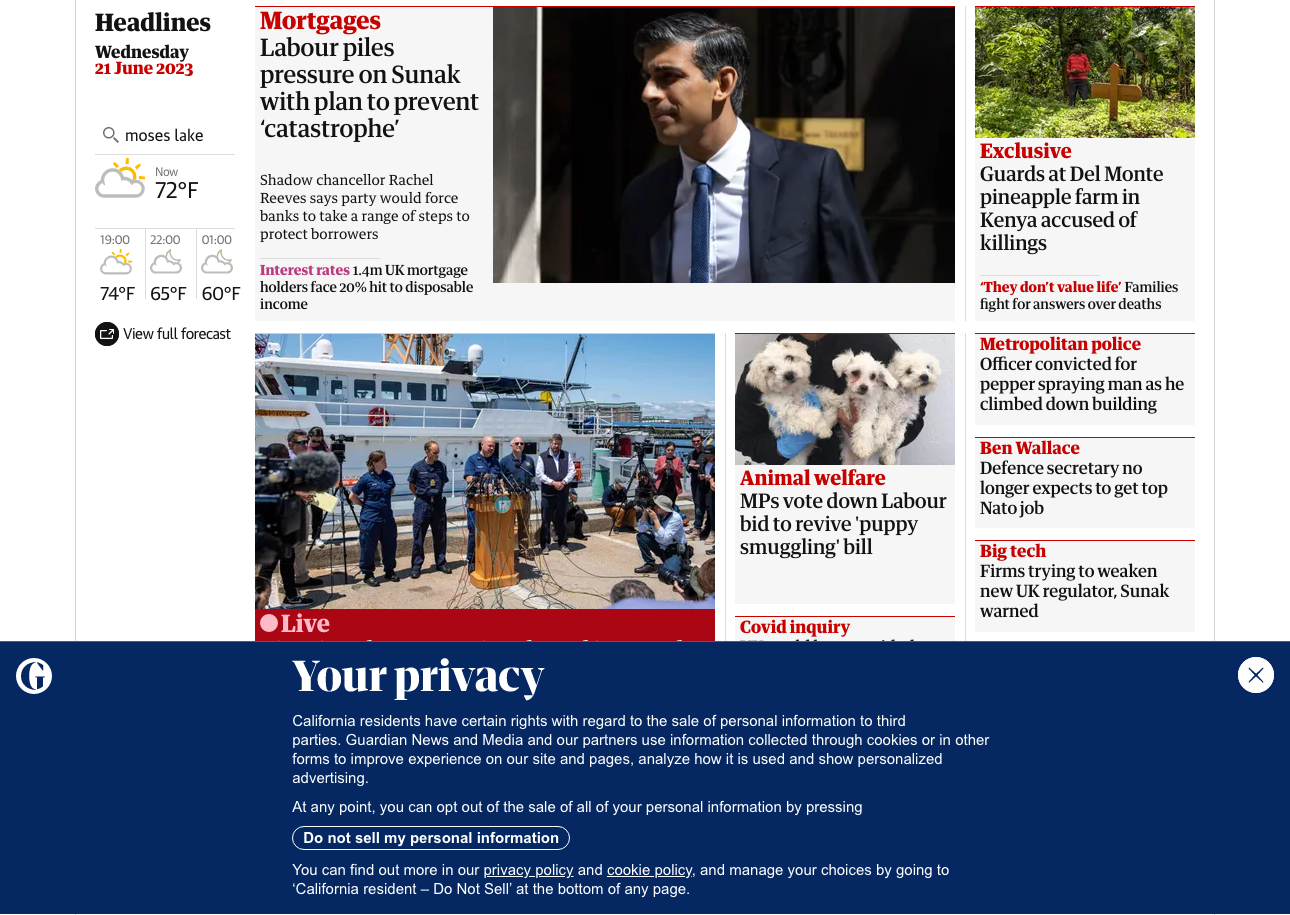 Headlines
Wednesday
21 June 2023
moses lake
Now
72°F
19:00
22:00
01:00
74°F
65°F
60°F
View full forecast
Mortgages
Labour piles
pressure on Sunak
with plan to prevent
‘catastrophe’
Shadow chancellor Rachel
Reeves says party would force
banks to take a range of steps to
protect borrowers
Interest rates 1.4m UK mortgage
holders face 20% hit to disposable
income
Exclusive
Guards at Del Monte
pineapple farm in
Kenya accused of
killings
‘They don’t value life’ Families
fight for answers over deaths
Live
Animal welfare
MPs vote down Labour
bid to revive 'puppy
smuggling' bill
Covid inquiry
Metropolitan police
Officer convicted for
pepper spraying man as he
climbed down building
Ben Wallace
Defence secretary no
longer expects to get top
Nato job
Big tech
Firms trying to weaken
new UK regulator, Sunak
warned
Your privacy
California residents have certain rights with regard to the sale of personal information to third
parties. Guardian News and Media and our partners use information collected through cookies or in other
forms to improve experience on our site and pages, analyze how it is used and show personalized
advertising.
At any point, you can opt out of the sale of all of your personal information by pressing
Do not sell my personal information
You can find out more in our privacy policy and cookie policy, and manage your choices by going to
‘California resident – Do Not Sell’ at the bottom of any page.